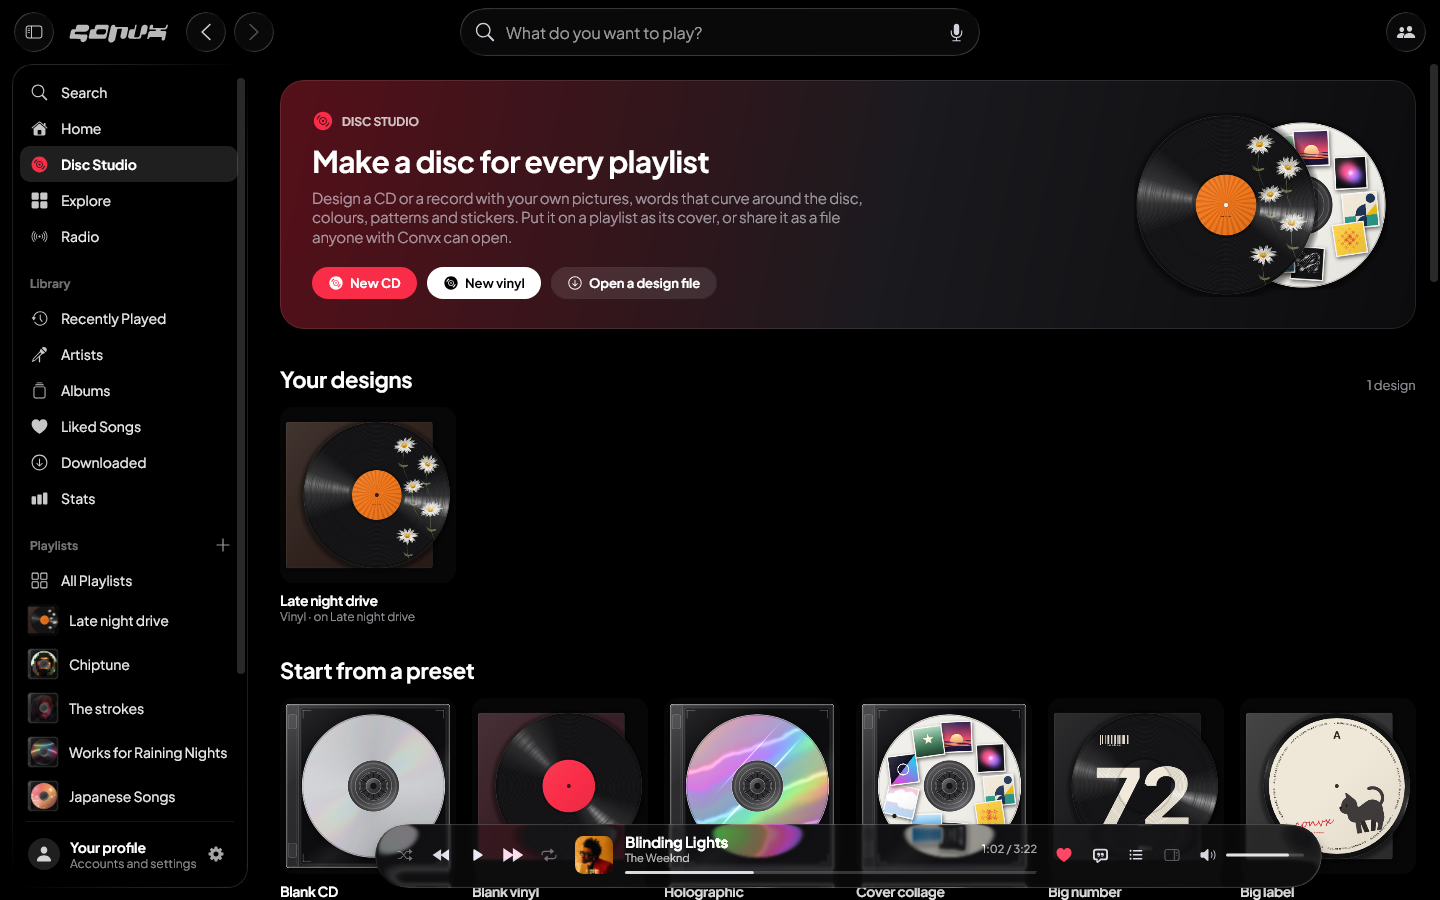 convx
What do you want to play?
Search
Home
Disc Studio
Explore
Radio
Library
Recently Played
Artists
Albums
Liked Songs
Downloaded
Stats
Playlists
All Playlists
Late night drive
Chiptune
The strokes
Works for Raining Nights
Japanese Songs
Your profile
Accounts and settings
DISC STUDIO
Make a disc for every playlist
Design a CD or a record with your own pictures, words that curve around the disc,
colours, patterns and stickers. Put it on a playlist as its cover, or share it as a file
anyone with Convx can open.
New CD
New vinyl
Open a design file
Your designs
1 design
Late night drive
Vinyl · on Late night drive
Start from a preset
72
A
convx
Blank CD
Blank vinyl
Holographic
Cover collage
Big number
Big label
Blinding Lights
The Weeknd
1:02 / 3:22